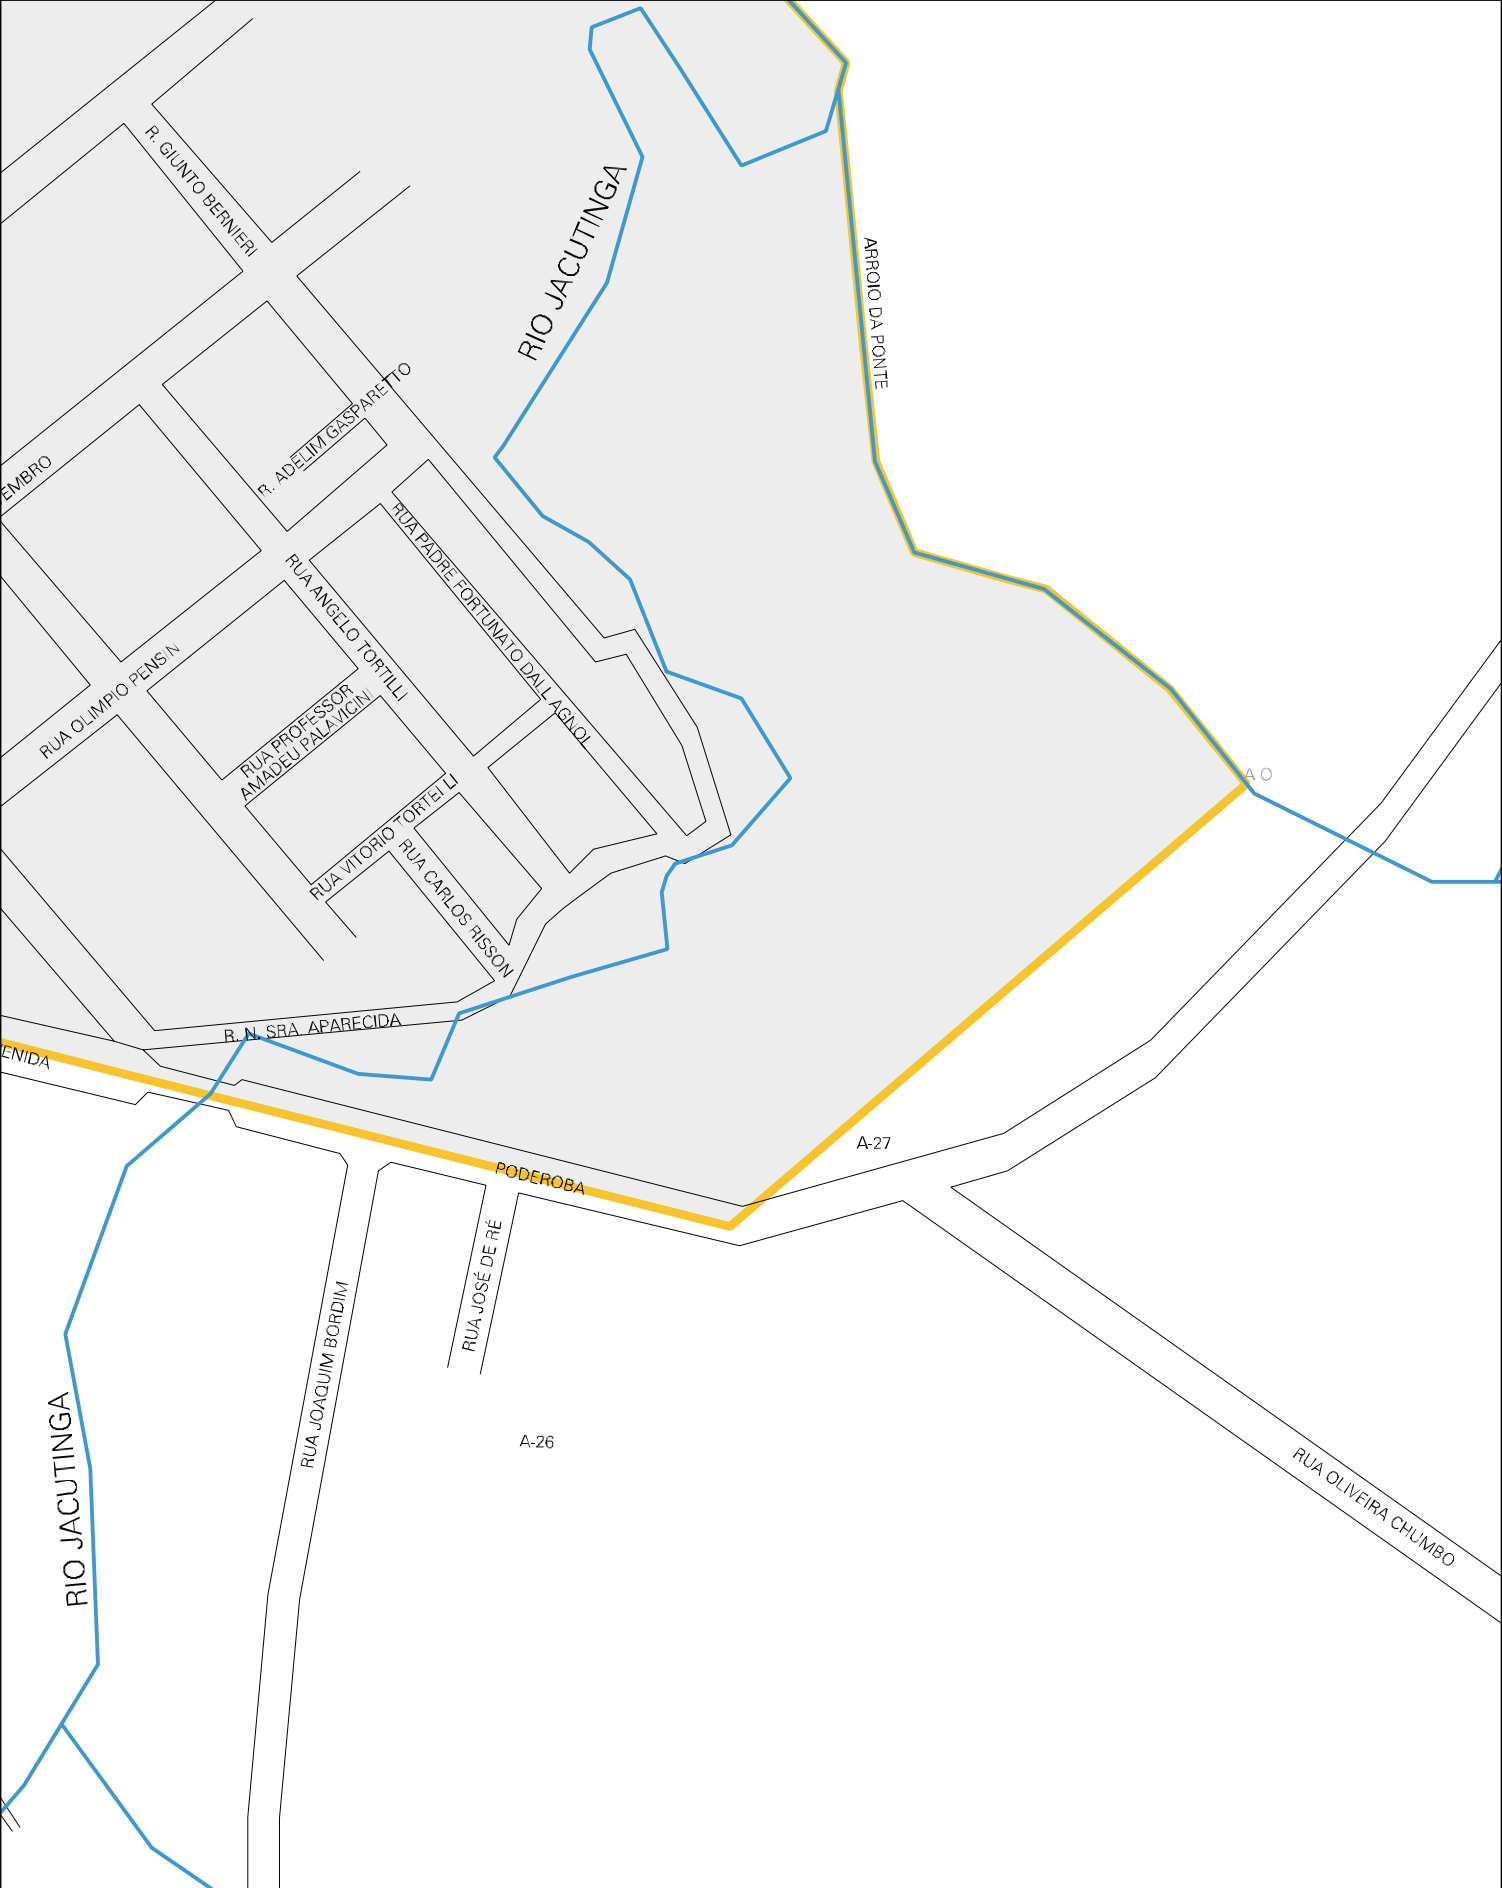 R. GIUNTO BERNIERI
RIO JACUTINGA
ARROIO DA PONTE
R. ADELIM GASPARETTO
EMBRO
RUA PADRE FORTUNATO DALL AGNOL
RUA ANGELO TORTILLI
RUA OLIMPIO PENSIN
RUA PROFESSOR
AMADEU PALAVICINI
RUA VITORIO TORTELLI
RUA CARLOS RISSON
A O
R. N. SRA. APARECIDA
ENIDA
PODEROBA
A-27
RUA JOSÉ DE RÉ
RUA JOAQUIM BORDIM
A-26
RIO JACUTINGA
RUA OLIVEIRA CHUMBO